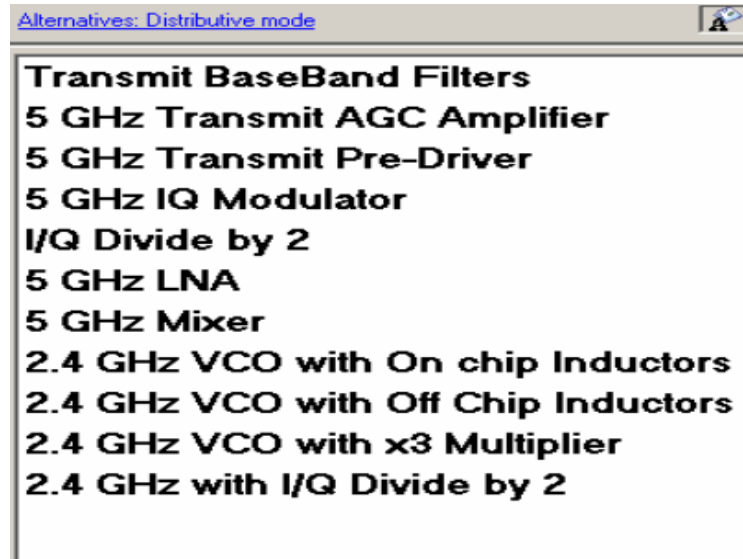 Alternatives: Distributive mode
A
Transmit BaseBand Filters
5 GHz Transmit AGC Amplifier
5 GHz Transmit Pre-Driver
5 GHz IQ Modulator
I/Q Divide by 2
5 GHz LNA
5 GHz Mixer
2.4 GHz VCO with On chip Inductors
2.4 GHz VCO with Off Chip Inductors
2.4 GHz VCO with x3 Multiplier
2.4 GHz with I/Q Divide by 2